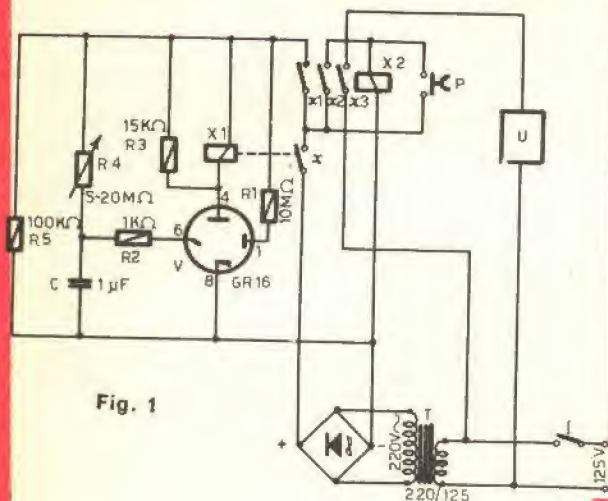 X2
P
x1
x2
x3
15KΩ
R3
X1
x
U
R4
5-20MΩ
4
R1
10MΩ
100KΩ
R5
1KΩ
R2
6
V
1
8
GR16
C
1µF
Fig. 1
+
-
220V
T
220/125
I
125V